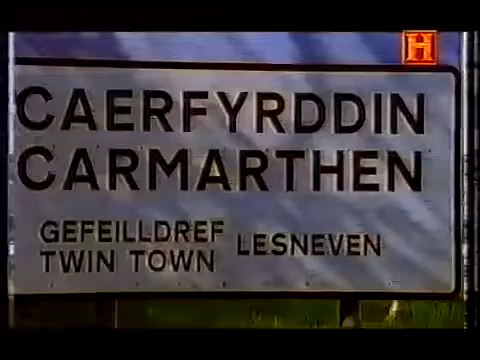 H
CAERFYRDDIN
CARMARTHEN
GEFEILLDREF
TWIN TOWN
LESNEVEN